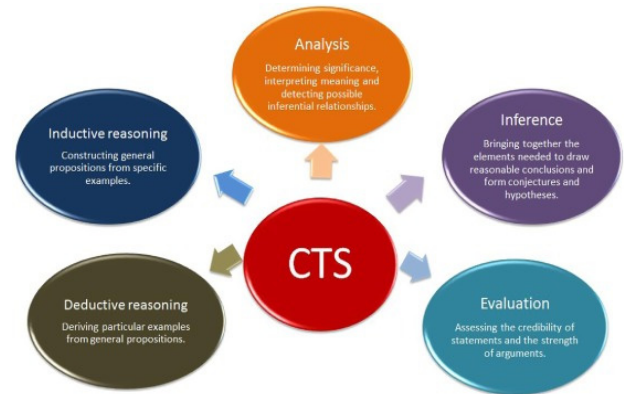 Analysis
Determining significance,
interpreting meaning and
detecting possible
inferential relationships.
Inductive reasoning
Constructing general
propositions from specific
examples.
Inference
Bringing together the
elements needed to draw
reasonable conclusions and
form conjectures and
hypotheses.
CTS
Deductive reasoning
Deriving particular examples
from general propositions.
Evaluation
Assessing the credibility of
statements and the strength
of arguments.